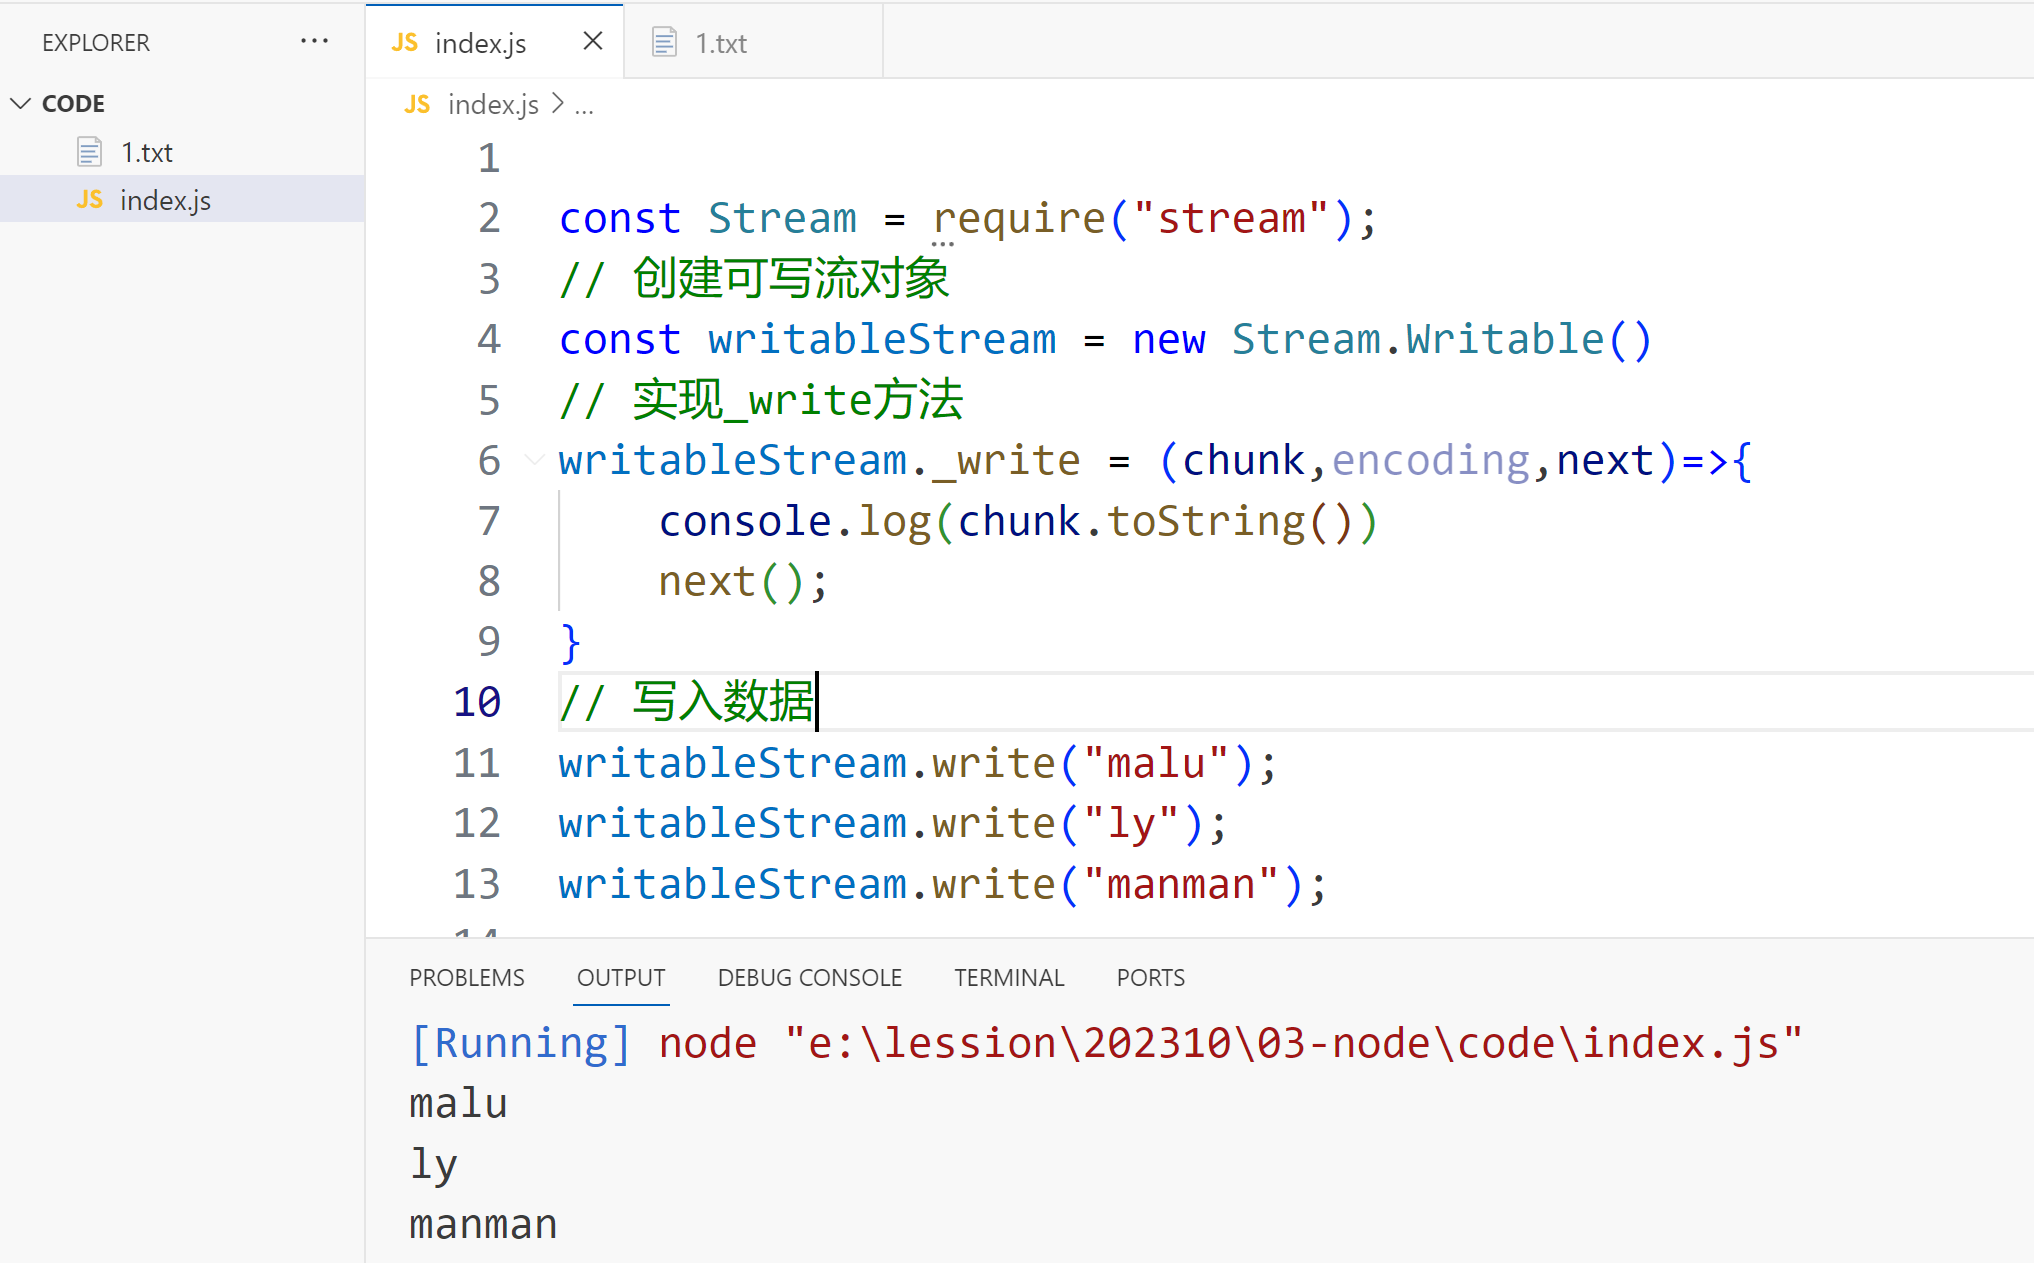 EXPLORER ...
CODE
1.txt
JS index.js
JS index.js
1.txt
JS index.js > ...
1
2 const Stream = require("stream");
3 // 创建可写流对象
4 const writableStream = new Stream.Writable()
5 // 实现_write方法
6 writableStream._write = (chunk,encoding,next)=>{
7 console.log(chunk.toString())
8 next();
9 }
10 // 写入数据
11 writableStream.write("malu");
12 writableStream.write("ly");
13 writableStream.write("manman");
14
PROBLEMS OUTPUT DEBUG CONSOLE TERMINAL PORTS
[Running] node "e:\lession\202310\03-node\code\index.js"
malu
ly
manman